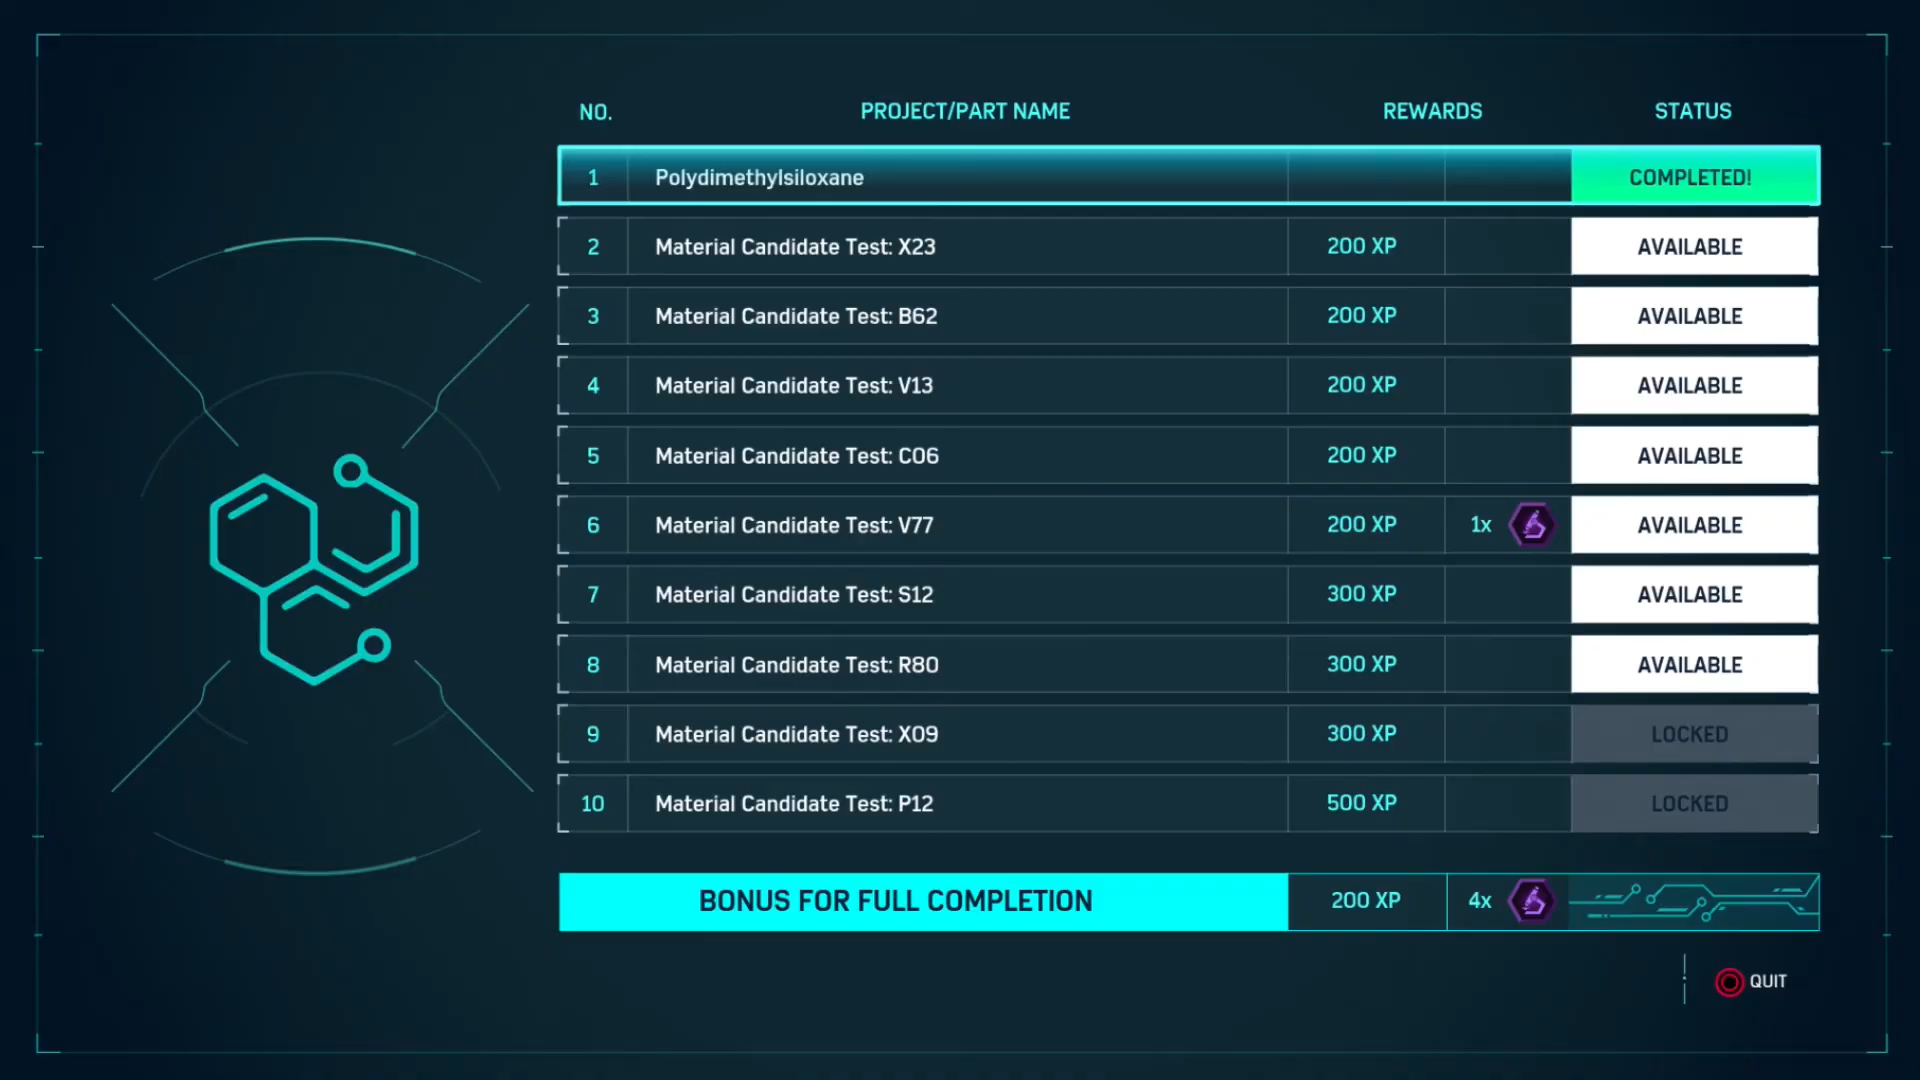 NO. PROJECT/PART NAME REWARDS STATUS
1 Polydimethylsiloxane COMPLETED!
2 Material Candidate Test: X23 200 XP AVAILABLE
3 Material Candidate Test: B62 200 XP AVAILABLE
4 Material Candidate Test: V13 200 XP AVAILABLE
5 Material Candidate Test: C06 200 XP AVAILABLE
6 Material Candidate Test: V77 200 XP 1x AVAILABLE
7 Material Candidate Test: S12 300 XP AVAILABLE
8 Material Candidate Test: R80 300 XP AVAILABLE
9 Material Candidate Test: X09 300 XP LOCKED
10 Material Candidate Test: P12 500 XP LOCKED
BONUS FOR FULL COMPLETION 200 XP 4x
QUIT